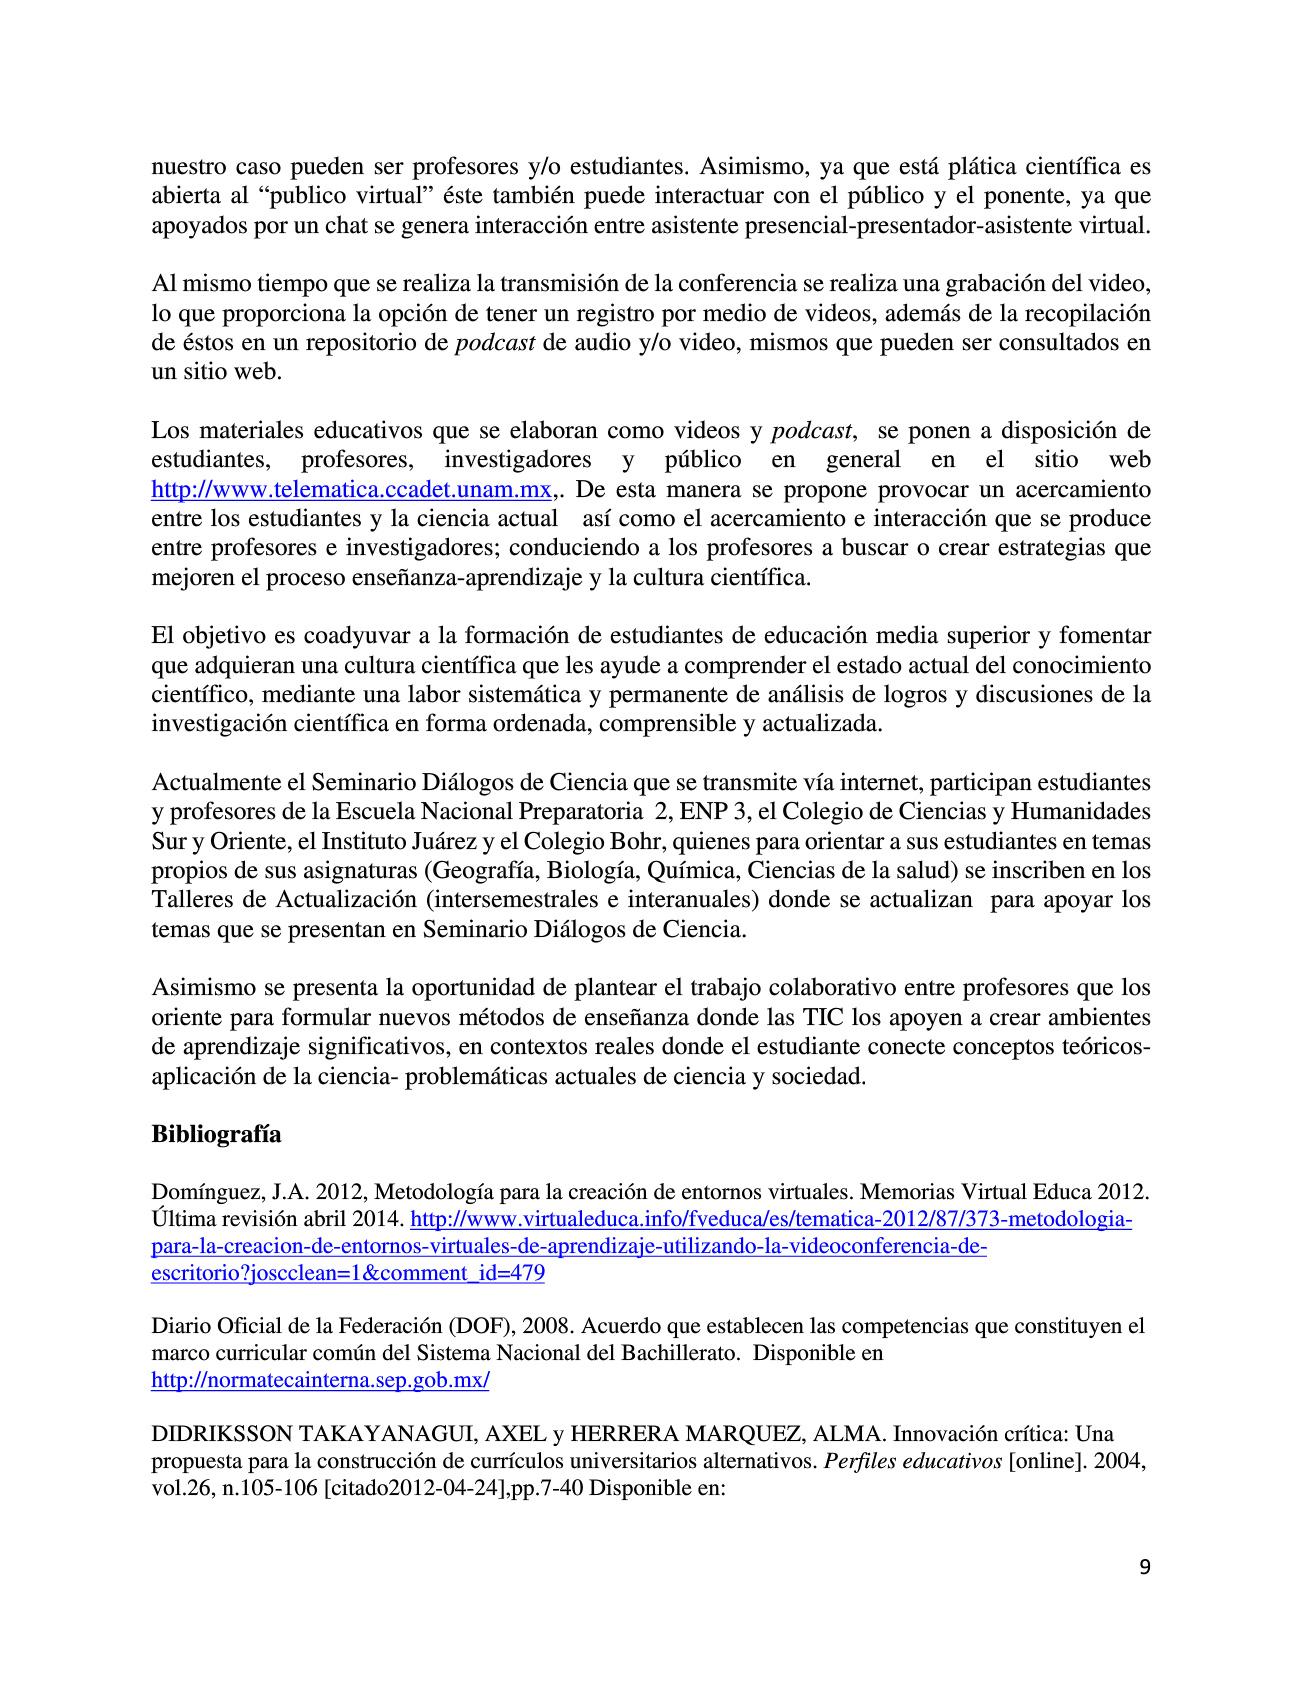 nuestro caso pueden ser profesores y/o estudiantes. Asimismo, ya que está plática científica es
abierta al “publico virtual” éste también puede interactuar con el público y el ponente, ya que
apoyados por un chat se genera interacción entre asistente presencial-presentador-asistente virtual.
Al mismo tiempo que se realiza la transmisión de la conferencia se realiza una grabación del video,
lo que proporciona la opción de tener un registro por medio de videos, además de la recopilación
de éstos en un repositorio de podcast de audio y/o video, mismos que pueden ser consultados en
un sitio web.
Los materiales educativos que se elaboran como videos y podcast, se ponen a disposición de
estudiantes, profesores, investigadores y público en general en el sitio web
http://www.telematica.ccadet.unam.mx,. De esta manera se propone provocar un acercamiento
entre los estudiantes y la ciencia actual así como el acercamiento e interacción que se produce
entre profesores e investigadores; conduciendo a los profesores a buscar o crear estrategias que
mejoren el proceso enseñanza-aprendizaje y la cultura científica.
El objetivo es coadyuvar a la formación de estudiantes de educación media superior y fomentar
que adquieran una cultura científica que les ayude a comprender el estado actual del conocimiento
científico, mediante una labor sistemática y permanente de análisis de logros y discusiones de la
investigación científica en forma ordenada, comprensible y actualizada.
Actualmente el Seminario Diálogos de Ciencia que se transmite vía internet, participan estudiantes
y profesores de la Escuela Nacional Preparatoria 2, ENP 3, el Colegio de Ciencias y Humanidades
Sur y Oriente, el Instituto Juárez y el Colegio Bohr, quienes para orientar a sus estudiantes en temas
propios de sus asignaturas (Geografía, Biología, Química, Ciencias de la salud) se inscriben en los
Talleres de Actualización (intersemestrales e interanuales) donde se actualizan para apoyar los
temas que se presentan en Seminario Diálogos de Ciencia.
Asimismo se presenta la oportunidad de plantear el trabajo colaborativo entre profesores que los
oriente para formular nuevos métodos de enseñanza donde las TIC los apoyen a crear ambientes
de aprendizaje significativos, en contextos reales donde el estudiante conecte conceptos teóricos-
aplicación de la ciencia- problemáticas actuales de ciencia y sociedad.
Bibliografía
Domínguez, J.A. 2012, Metodología para la creación de entornos virtuales. Memorias Virtual Educa 2012.
Última revisión abril 2014. http://www.virtualeduca.info/fveduca/es/tematica-2012/87/373-metodologia-
para-la-creacion-de-entornos-virtuales-de-aprendizaje-utilizando-la-videoconferencia-de-
escritorio?joscclean=1&comment_id=479
Diario Oficial de la Federación (DOF), 2008. Acuerdo que establecen las competencias que constituyen el
marco curricular común del Sistema Nacional del Bachillerato. Disponible en
http://normatecainterna.sep.gob.mx/
DIDRIKSSON TAKAYANAGUI, AXEL y HERRERA MARQUEZ, ALMA. Innovación crítica: Una
propuesta para la construcción de currículos universitarios alternativos. Perfiles educativos [online]. 2004,
vol.26, n.105-106 [citado2012-04-24],pp.7-40 Disponible en:
9